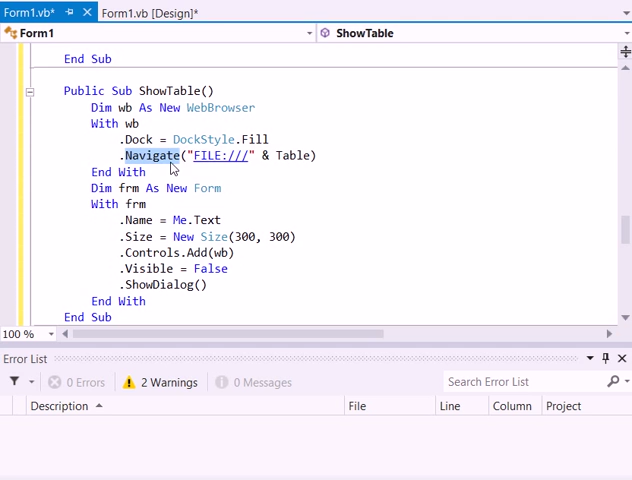 Form1.vb*
Form1.vb [Design]*
Form1
ShowTable
End Sub
Public Sub ShowTable()
Dim wb As New WebBrowser
With wb
.Dock = DockStyle.Fill
.Navigate("FILE:///" & Table)
End With
Dim frm As New Form
With frm
.Name = Me.Text
.Size = New Size(300, 300)
.Controls.Add(wb)
.Visible = False
.ShowDialog()
End With
End Sub
100 %
Error List
0 Errors
2 Warnings
0 Messages
Search Error List
Description
File
Line
Column
Project